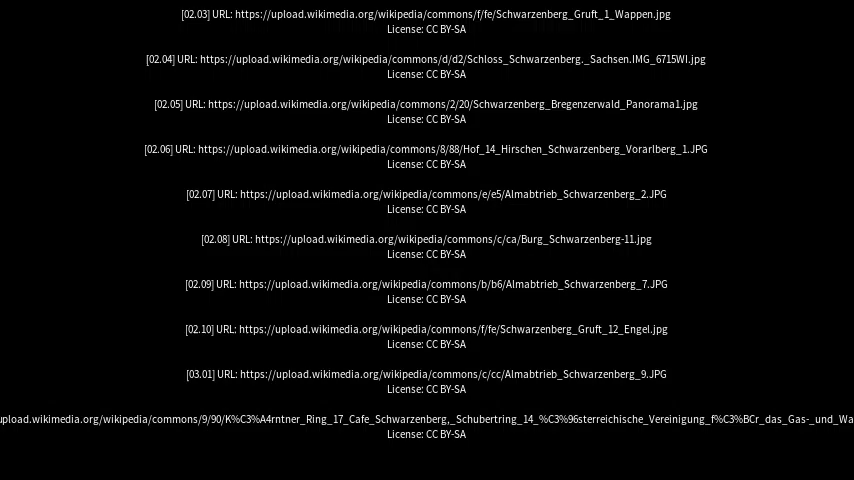 [02.03] URL: https://upload.wikimedia.org/wikipedia/commons/f/fe/Schwarzenberg_Gruft_1_Wappen.jpg
License: CC BY-SA
[02.04] URL: https://upload.wikimedia.org/wikipedia/commons/d/d2/Schloss_Schwarzenberg._Sachsen.IMG_6715WI.jpg
License: CC BY-SA
[02.05] URL: https://upload.wikimedia.org/wikipedia/commons/2/20/Schwarzenberg_Bregenzerwald_Panorama1.jpg
License: CC BY-SA
[02.06] URL: https://upload.wikimedia.org/wikipedia/commons/8/88/Hof_14_Hirschen_Schwarzenberg_Vorarlberg_1.JPG
License: CC BY-SA
[02.07] URL: https://upload.wikimedia.org/wikipedia/commons/e/e5/Almabtrieb_Schwarzenberg_2.JPG
License: CC BY-SA
[02.08] URL: https://upload.wikimedia.org/wikipedia/commons/c/ca/Burg_Schwarzenberg-11.jpg
License: CC BY-SA
[02.09] URL: https://upload.wikimedia.org/wikipedia/commons/b/b6/Almabtrieb_Schwarzenberg_7.JPG
License: CC BY-SA
[02.10] URL: https://upload.wikimedia.org/wikipedia/commons/f/fe/Schwarzenberg_Gruft_12_Engel.jpg
License: CC BY-SA
[03.01] URL: https://upload.wikimedia.org/wikipedia/commons/c/cc/Almabtrieb_Schwarzenberg_9.JPG
License: CC BY-SA
upload.wikimedia.org/wikipedia/commons/9/90/K%C3%A4rntner_Ring_17_Cafe_Schwarzenberg,_Schubertring_14_%C3%96sterreichische_Vereinigung_f%C3%BCr_das_Gas-_und_Wa
License: CC BY-SA